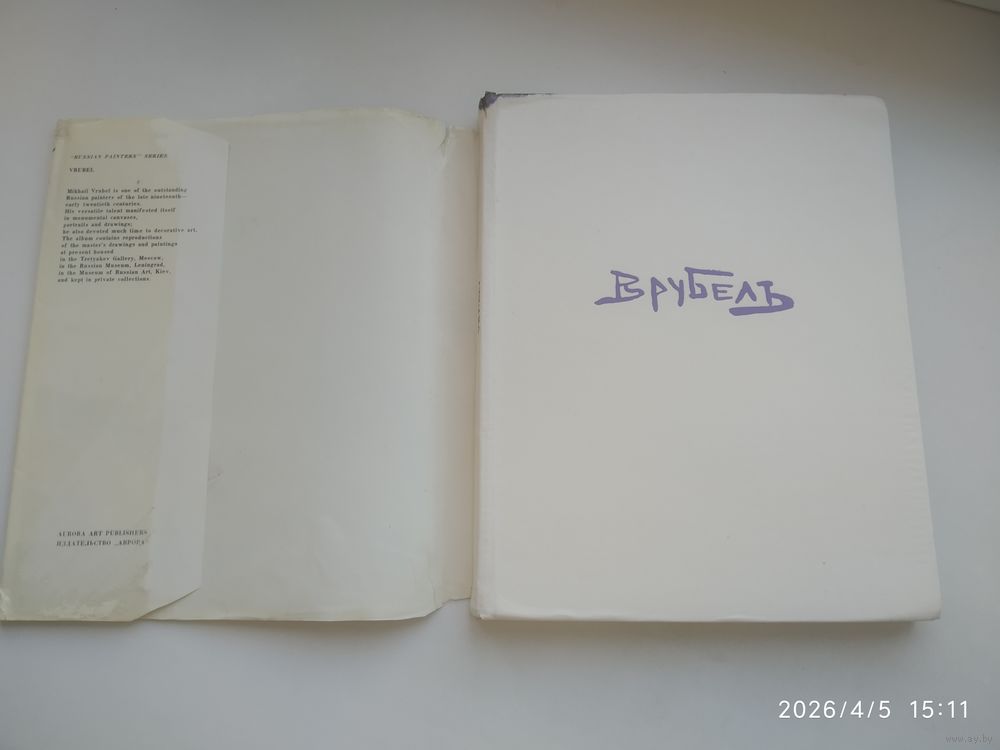 "RUSSIAN PAINTERS" SERIES
VRUBEL
Mikhail Vrubel is one of the outstanding
Russian painters of the late nineteenth—
early twentieth centuries.
His versatile talent manifested itself
in monumental canvases,
portraits and drawings;
he also devoted much time to decorative art.
The album contains reproductions
of the master's drawings and paintings
at present housed
in the Tretyakov Gallery, Moscow,
in the Russian Museum, Leningrad,
in the Museum of Russian Art, Kiev,
and kept in private collections.
AURORA ART PUBLISHERS
ИЗДАТЕЛЬСТВО „АВРОРА"
ВРУБЕЛЪ
2026/4/5 15:11
www.ay.by